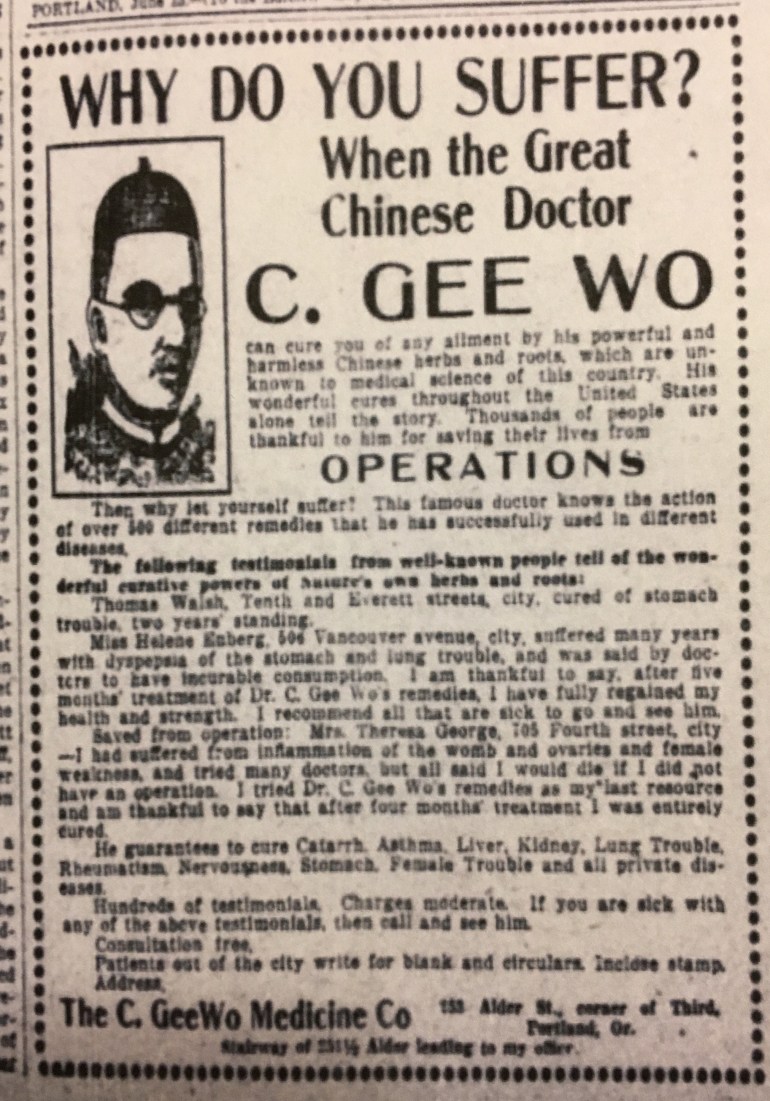 PORTLAND, June
WHY DO YOU SUFFER?
When the Great
Chinese Doctor
C. GEE WO
can cure you of any ailment by his powerful and
harmless Chinese herbs and roots, which are un-
known to medical science of this country. His
wonderful cures throughout the United States
alone tell the story. Thousands of people are
thankful to him for saving their lives from
OPERATIONS
Then why let yourself suffer? This famous doctor knows the action
of over 500 different remedies that he has successfully used in different
diseases.
The following testimonials from well-known people tell of the won-
derful curative powers of nature's own herbs and roots:
Thomas Walsh, Tenth and Everett streets, city, cured of stomach
trouble, two years' standing.
Miss Helene Enberg, Vancouver avenue, city, suffered many years
with dyspepsia of the stomach and lung trouble, and was said by doc-
tors to have incurable consumption. I am thankful to say, after five
months' treatment of Dr. C. Gee Wo's remedies, I have fully regained my
health and strength. I recommend all that are sick to go and see him.
Saved from operation: Mrs. Theresa George, 705 Fourth street, city
—I had suffered from inflammation of the womb and ovaries and female
weakness, and tried many doctors, but all said I would die if I did not
have an operation. I tried Dr. C. Gee Wo's remedies as my last resource
and am thankful to say that after four months' treatment I was entirely
cured.
He guarantees to cure Catarrh, Asthma, Liver, Kidney, Lung Trouble,
Rheumatism, Nervousness, Stomach, Female Trouble and all private dis-
eases.
Hundreds of testimonials. Charges moderate. If you are sick with
any of the above testimonials, then call and see him.
Consultation free.
Patients out of the city write for blank and circulars. Inclose stamp.
Address,
The C. GeeWo Medicine Co
Alder St., corner of Third,
Portland, Or.
Stairway of 251½ Alder leading to my office.